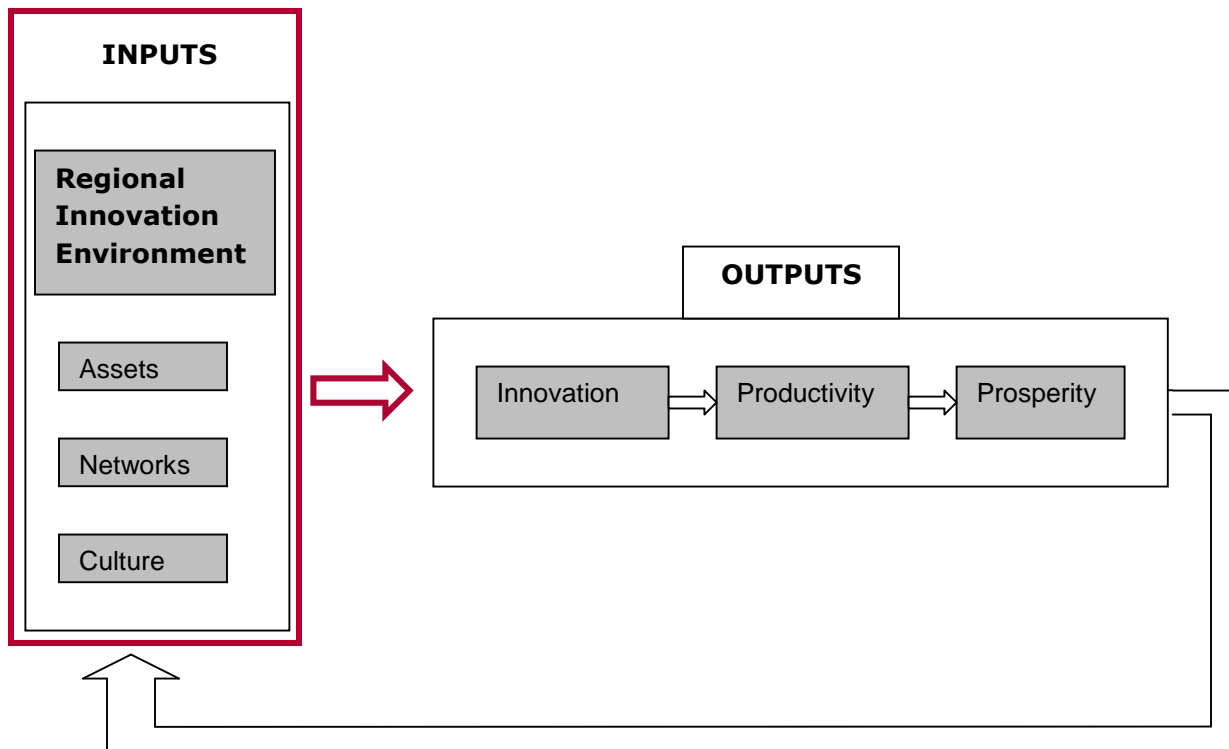 INPUTS
Regional
Innovation
Environment
Assets
Networks
Culture
OUTPUTS
Innovation
Productivity
Prosperity